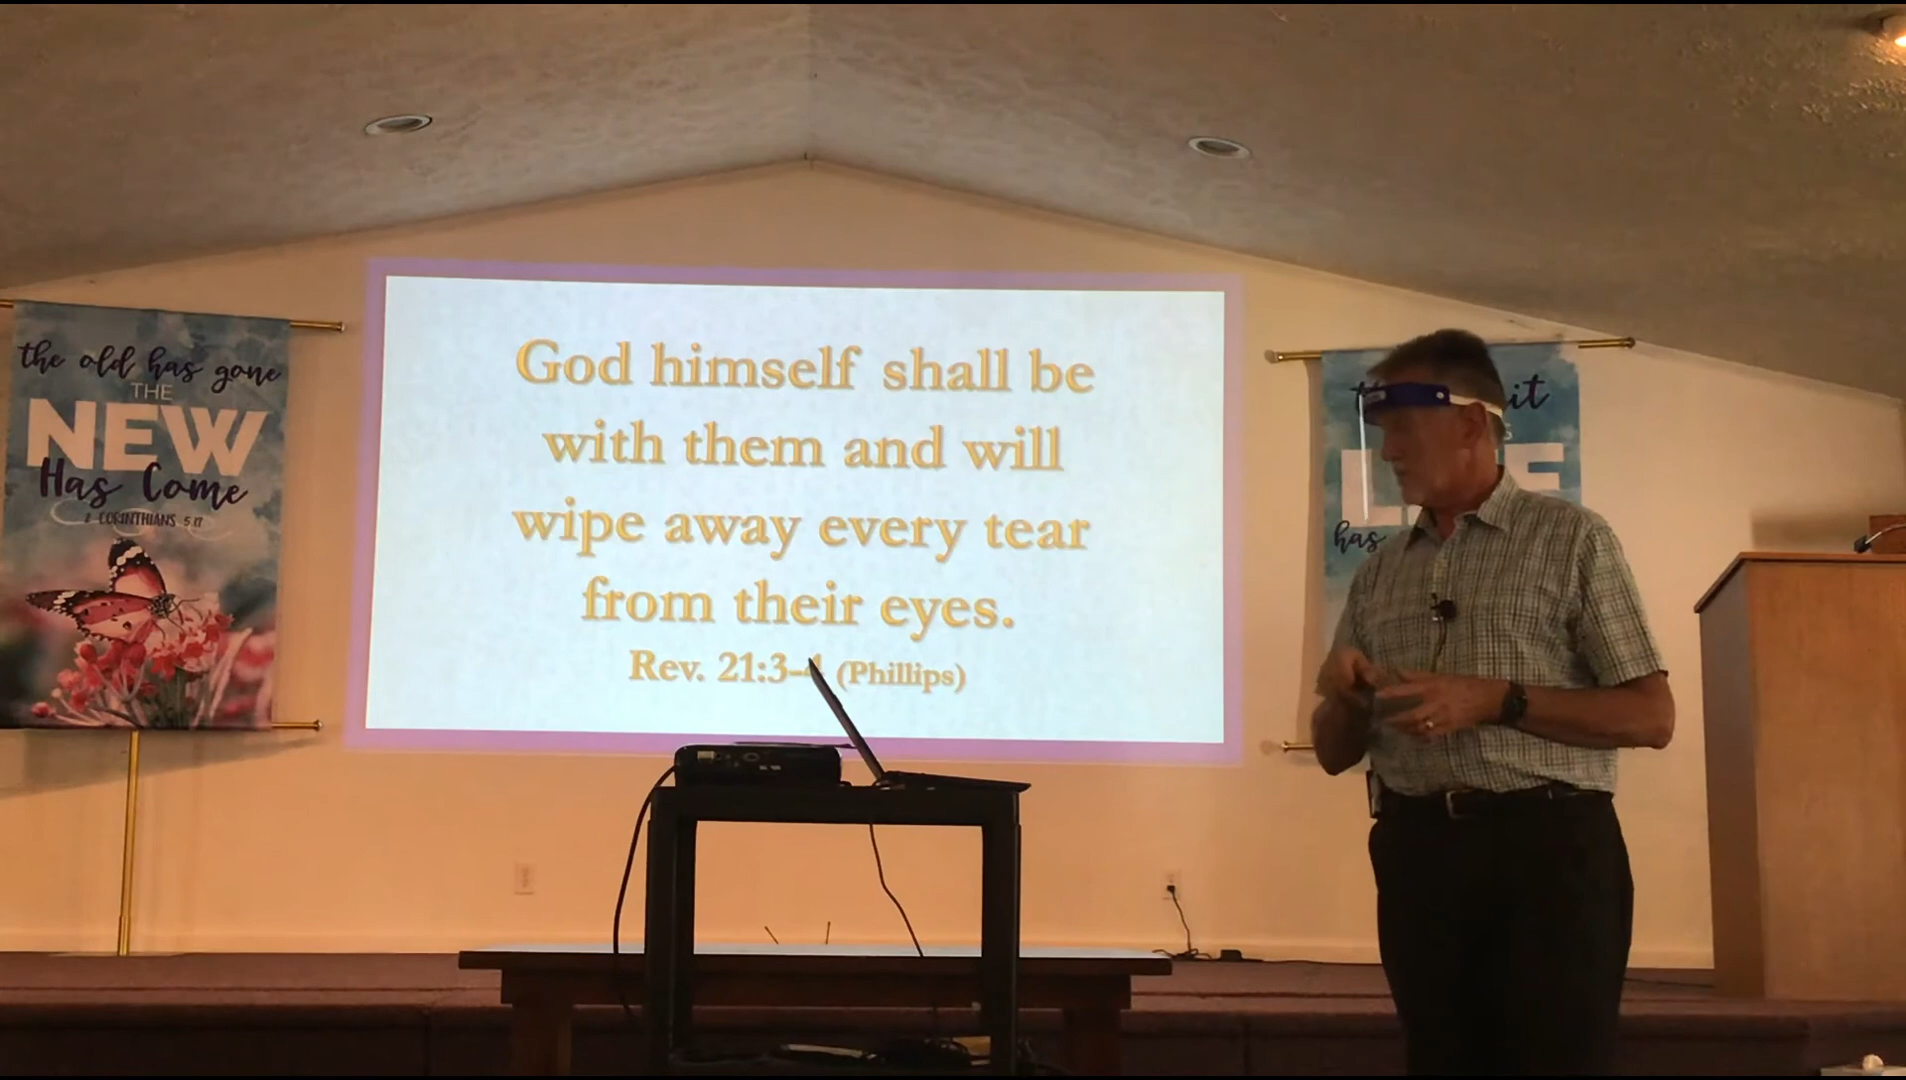 the old has gone
THE
NEW
Has Come
2 CORINTHIANS 5:17
God himself shall be
with them and will
wipe away every tear
from their eyes.
Rev. 21:3-4 (Phillips)
has